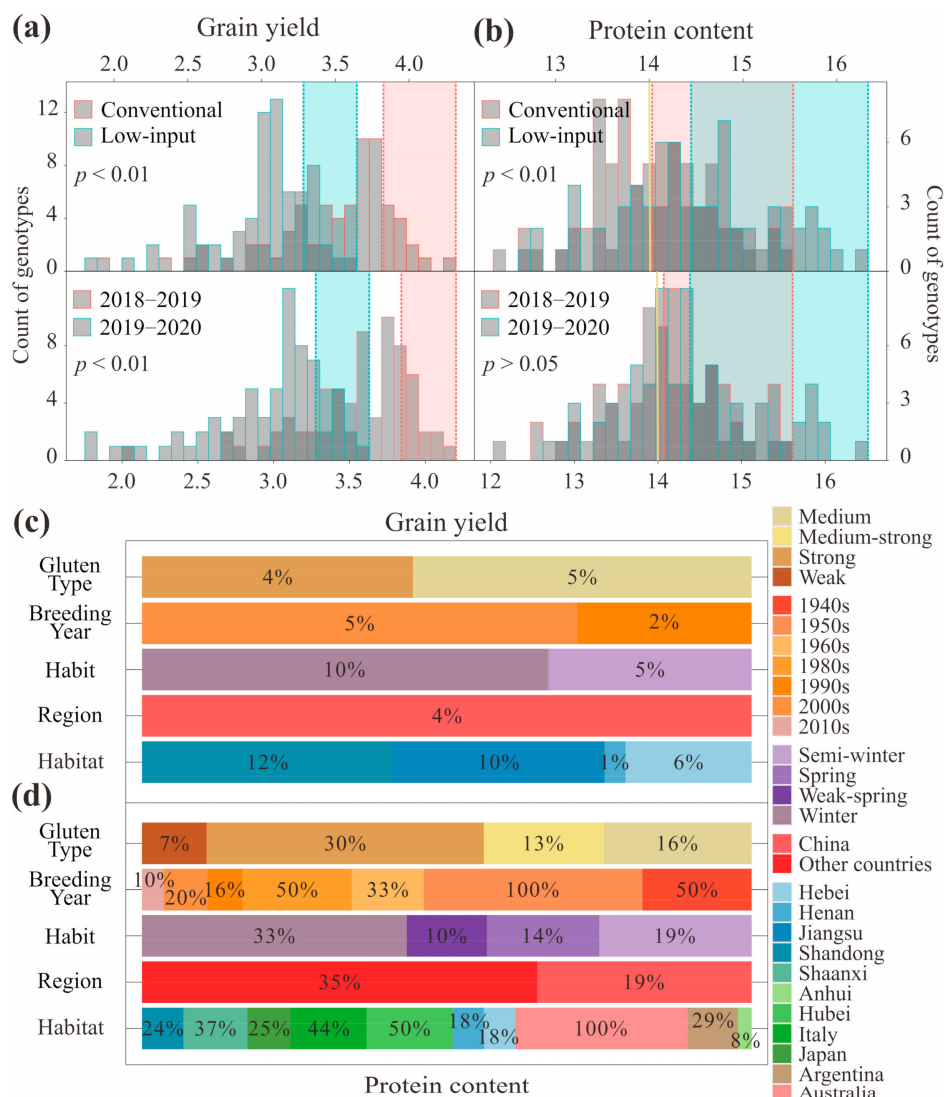 (a)
Grain yield
(b)
Protein content
2.0 2.5 3.0 3.5 4.0
13 14 15 16
Conventional
Low-input
p < 0.01
Conventional
Low-input
p < 0.01
12
8
4
0
6
3
0
Count of genotypes
Count of genotypes
2018–2019
2019–2020
p < 0.01
2018–2019
2019–2020
p > 0.05
8
4
0
6
3
0
2.0 2.5 3.0 3.5 4.0
12 13 14 15 16
(c)
Grain yield
Gluten Type
4% 5%
Breeding Year
5% 2%
Habit
10% 5%
Region
4%
Habitat
12% 10% 1% 6%
(d)
Gluten Type
7% 30% 13% 16%
Breeding Year
10% 20% 16% 50% 33% 100% 50%
Habit
33% 10% 14% 19%
Region
35% 19%
Habitat
24% 37% 25% 44% 50% 18% 18% 100% 29% 8%
Protein content
Medium
Medium-strong
Strong
Weak
1940s
1950s
1960s
1980s
1990s
2000s
2010s
Semi-winter
Spring
Weak-spring
Winter
China
Other countries
Hebei
Henan
Jiangsu
Shandong
Shaanxi
Anhui
Hubei
Italy
Japan
Argentina
Australia